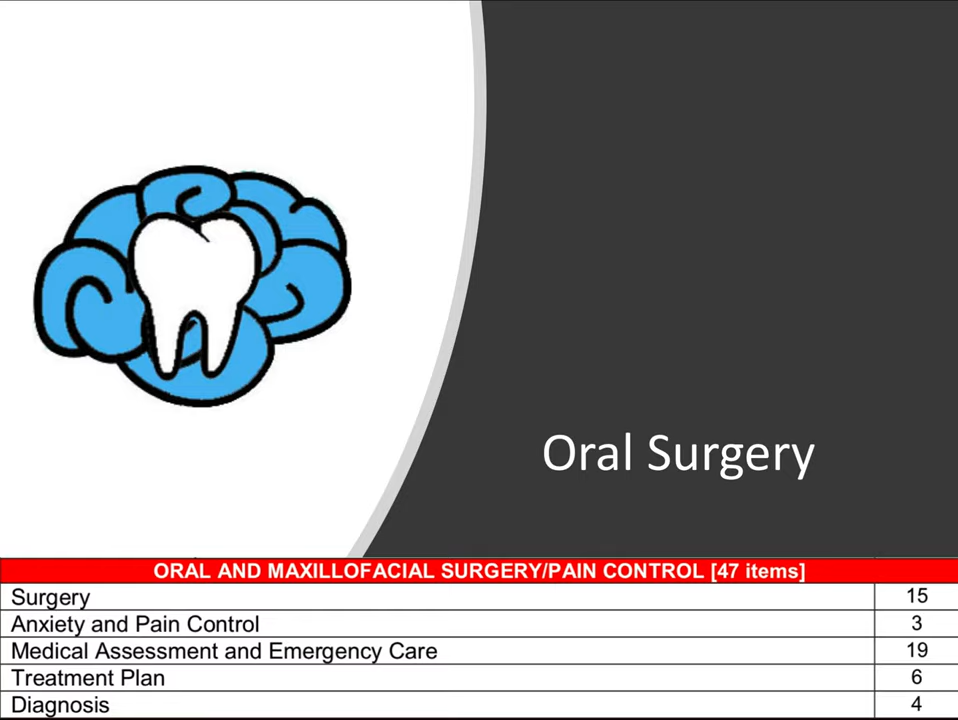 Oral Surgery
ORAL AND MAXILLOFACIAL SURGERY/PAIN CONTROL [47 items]
Surgery 15
Anxiety and Pain Control 3
Medical Assessment and Emergency Care 19
Treatment Plan 6
Diagnosis 4